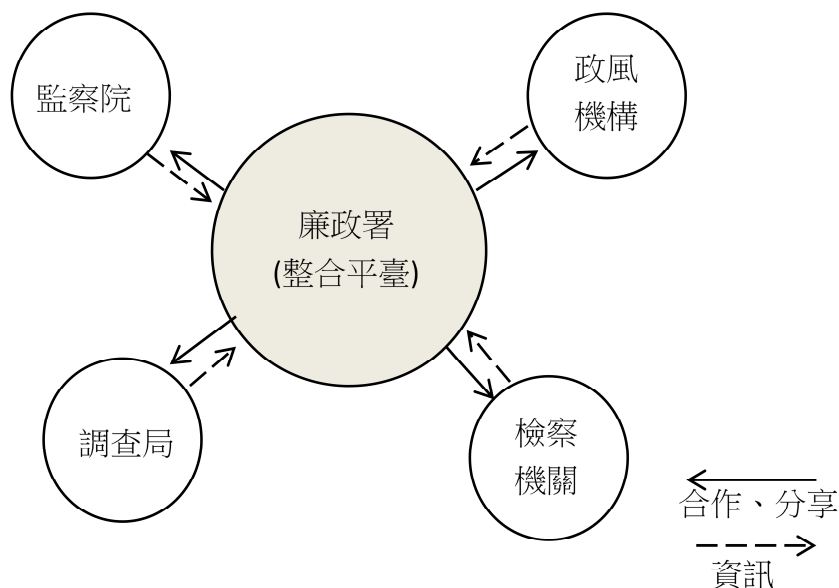 監察院
政風
機構
廉政署
(整合平臺)
調查局
檢察
機關
合作、分享
資訊